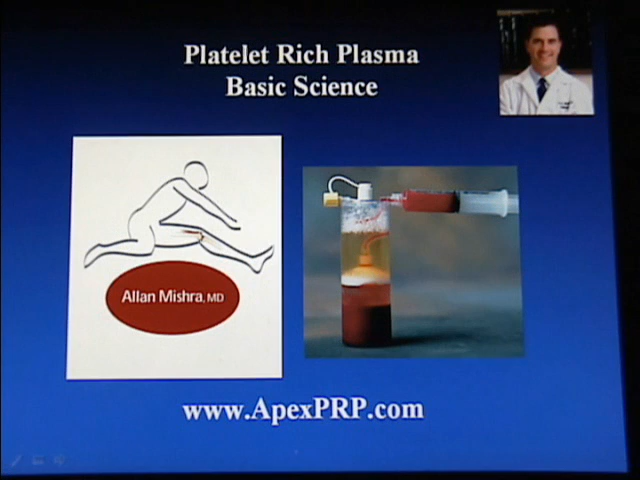 Platelet Rich Plasma
Basic Science
Allan Mishra, MD
www.ApexPRP.com